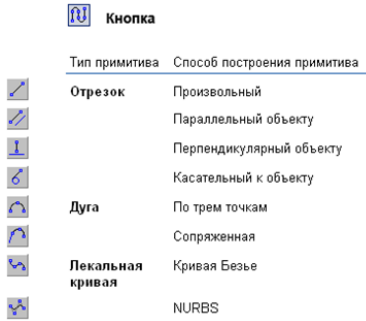 Кнопка
Тип примитива Способ построения примитива
Отрезок Произвольный
Параллельный объекту
Перпендикулярный объекту
Касательный к объекту
Дуга По трем точкам
Сопряженная
Лекальная Кривая Безье
кривая
NURBS